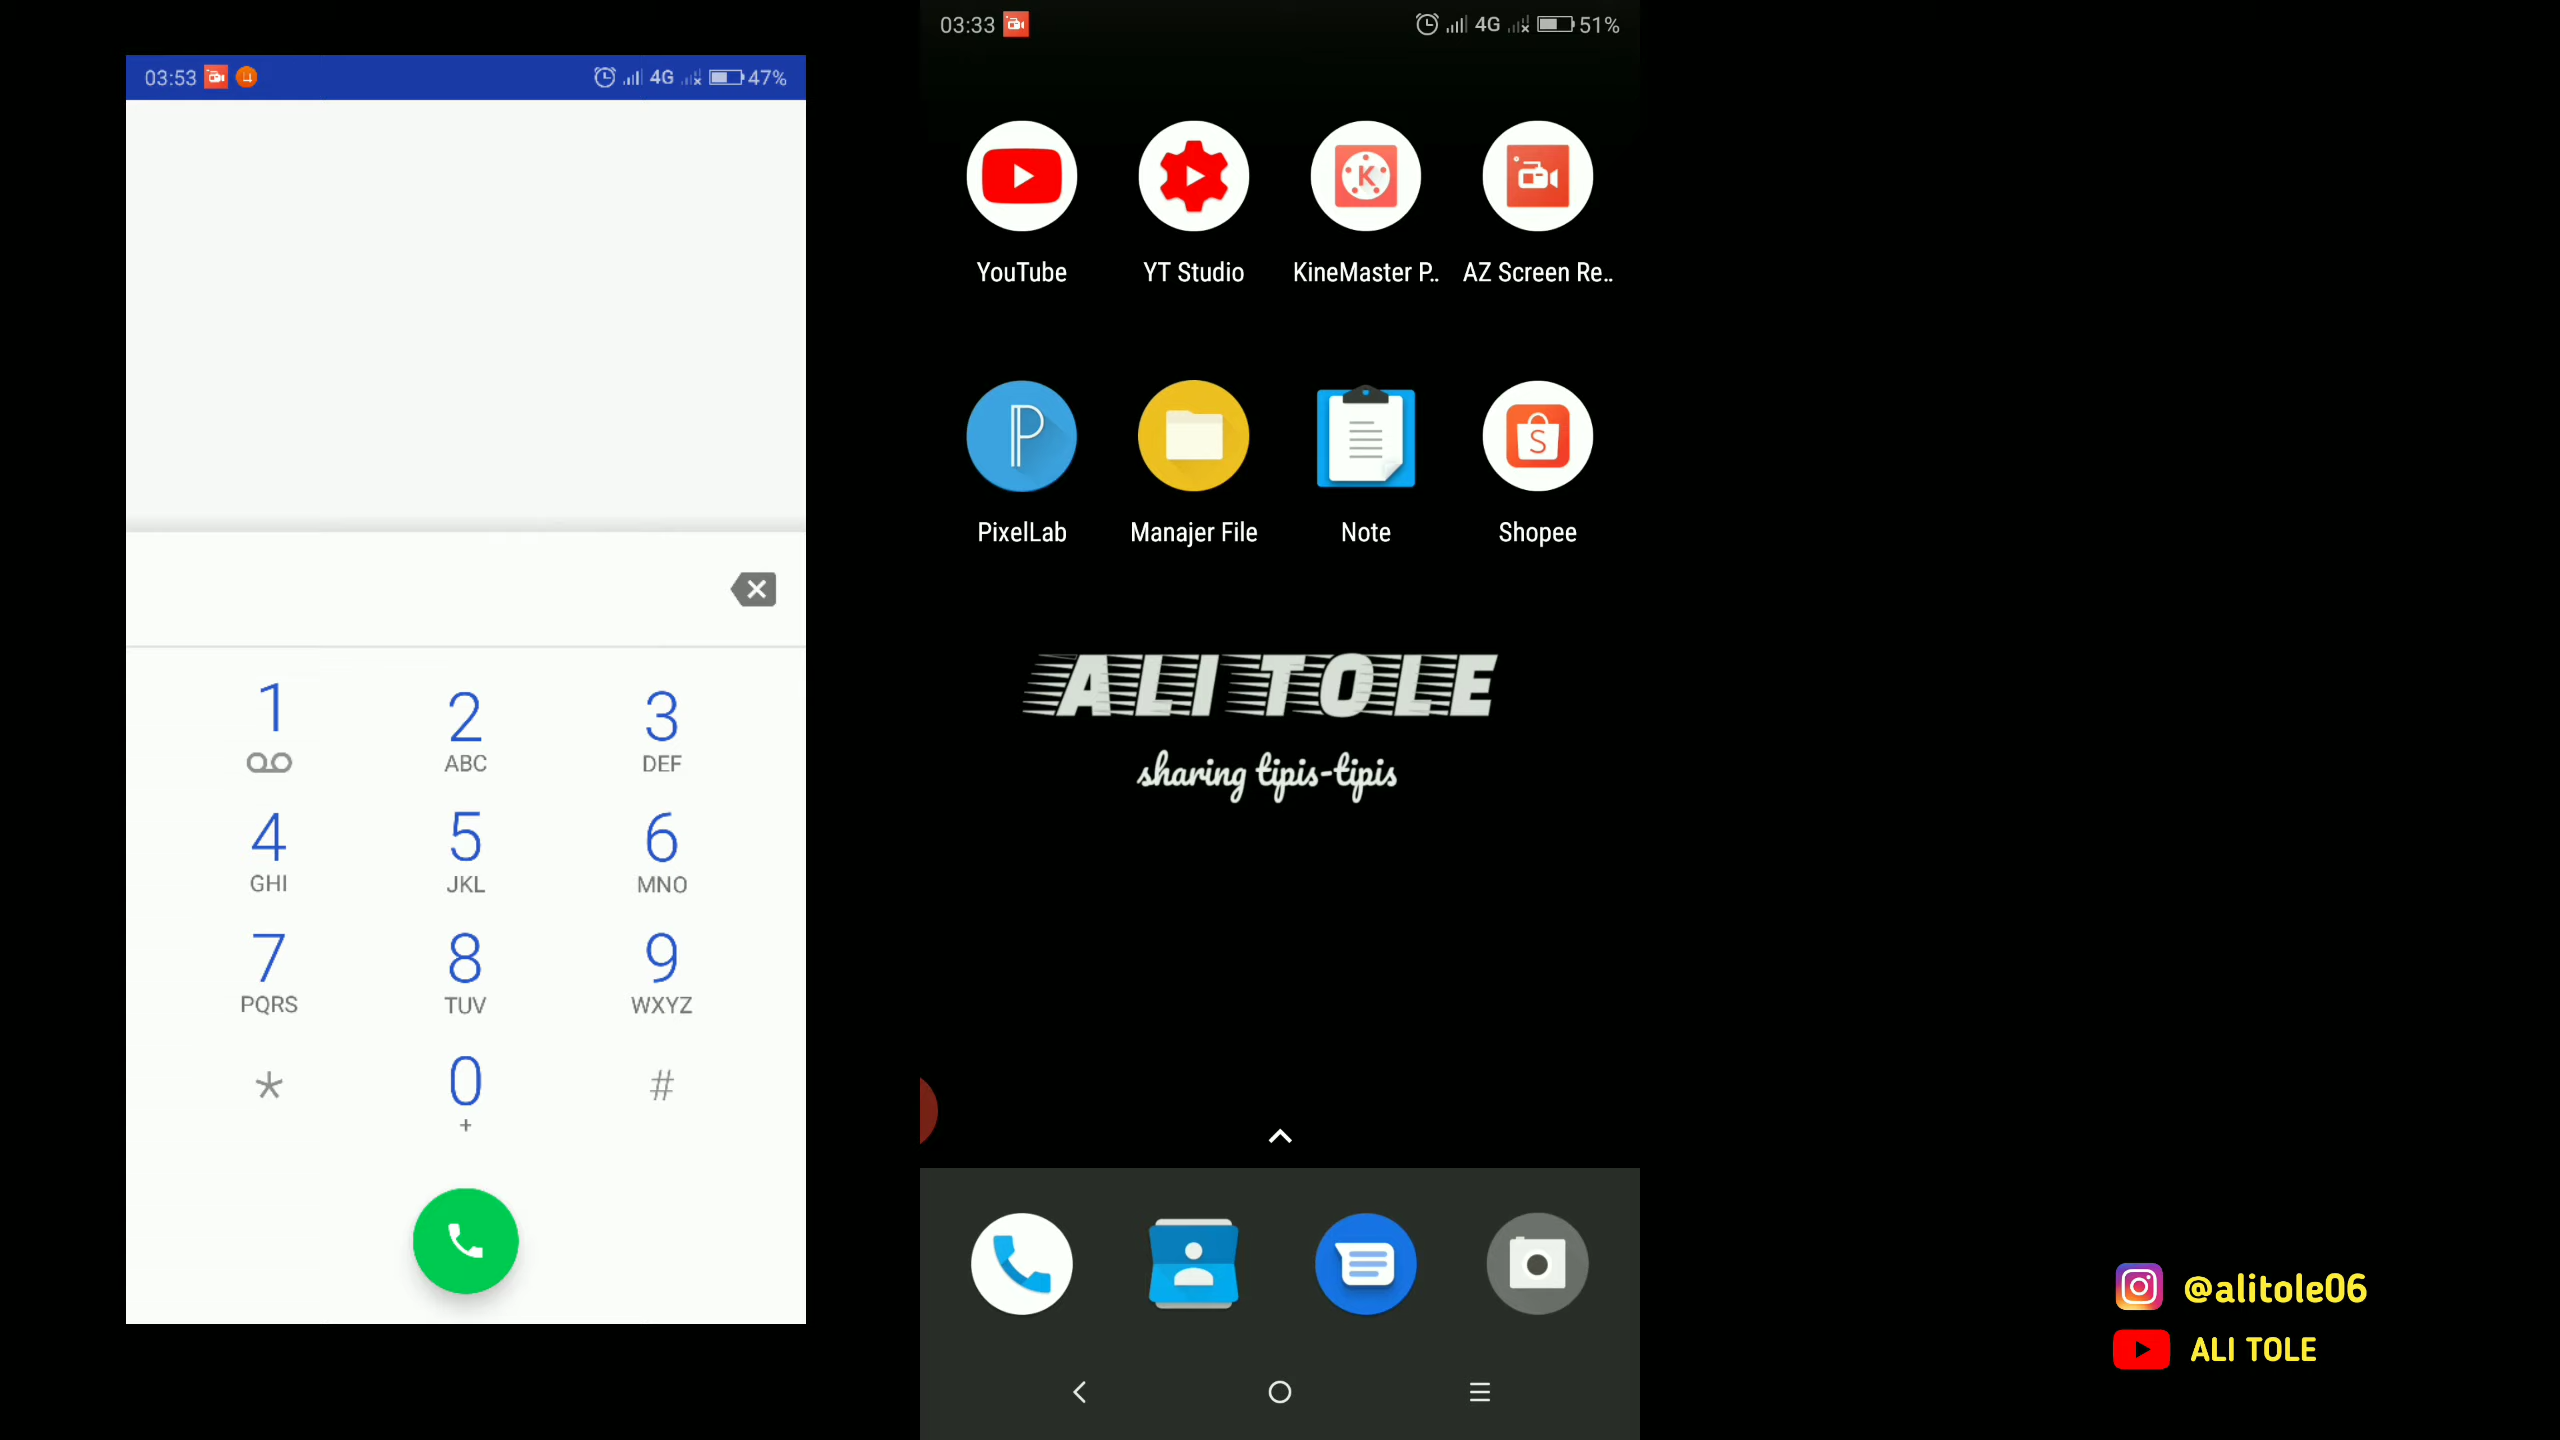 03:53
4G
47%
1
2
ABC
3
DEF
4
GHI
5
JKL
6
MNO
7
PQRS
8
TUV
9
WXYZ
*
0
+
#
03:33
4G
51%
YouTube
YT Studio
KineMaster P..
AZ Screen Re..
PixelLab
Manajer File
Note
Shopee
ALI TOLE
sharing tipis-tipis
@alitole06
ALI TOLE